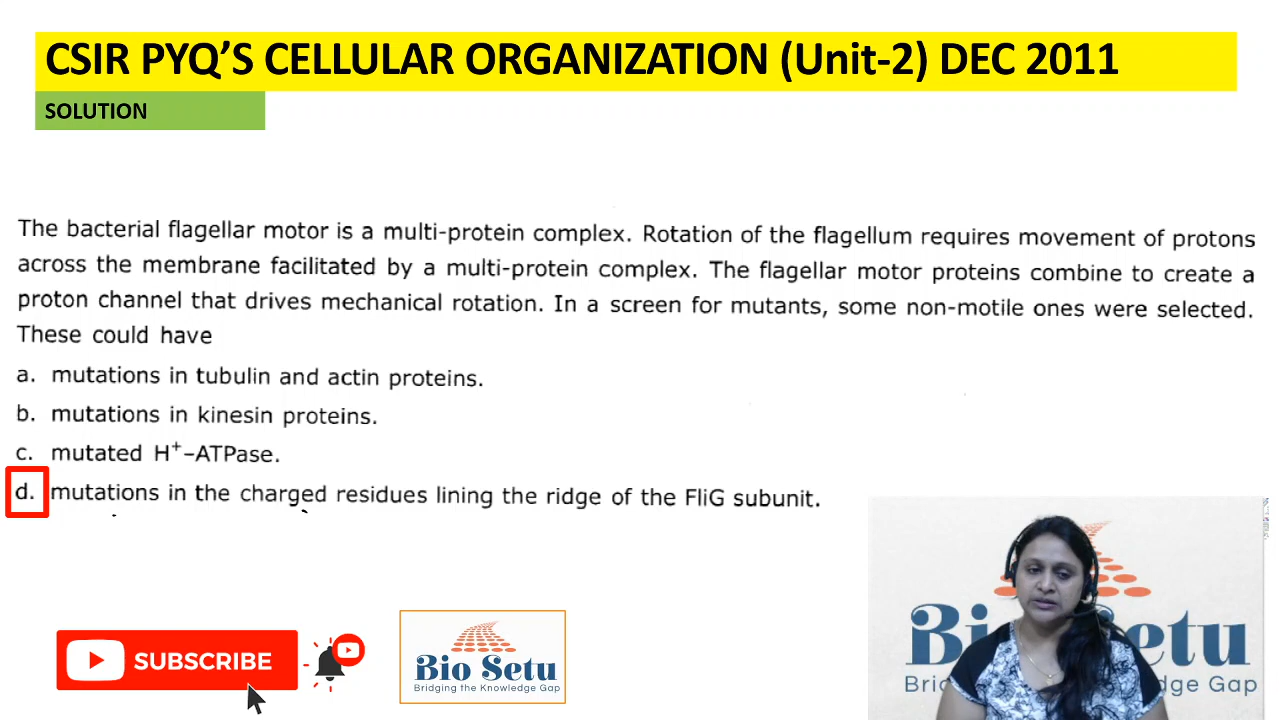 CSIR PYQ'S CELLULAR ORGANIZATION (Unit-2) DEC 2011
SOLUTION
The bacterial flagellar motor is a multi-protein complex. Rotation of the flagellum requires movement of protons
across the membrane facilitated by a multi-protein complex. The flagellar motor proteins combine to create a
proton channel that drives mechanical rotation. In a screen for mutants, some non-motile ones were selected.
These could have
a. mutations in tubulin and actin proteins.
b. mutations in kinesin proteins.
c. mutated H+-ATPase.
d. mutations in the charged residues lining the ridge of the FliG subunit.
SUBSCRIBE
Bio Setu
Bridging the Knowledge Gap
Setu
dge Gap